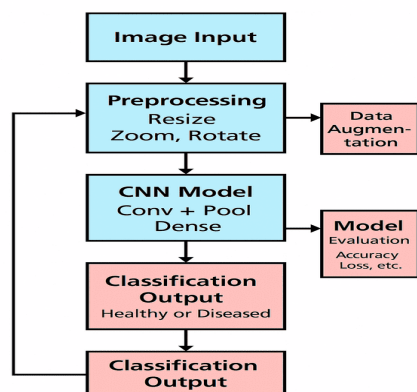 Image Input
Preprocessing
Resize
Zoom, Rotate
Data
Augmen-
tation
CNN Model
Conv + Pool
Dense
Model
Evaluation
Accuracy
Loss, etc.
Classification
Output
Healthy or Diseased
Classification
Output